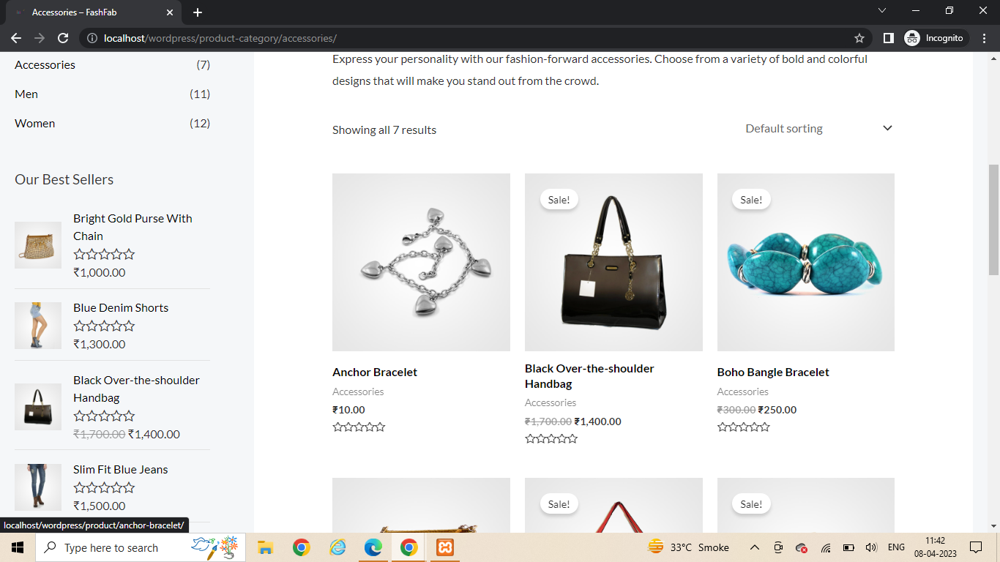 Accessories – FashFab
localhost/wordpress/product-category/accessories/
Incognito
Accessories (7)
Men (11)
Women (12)
Our Best Sellers
Bright Gold Purse With
Chain
₹1,000.00
Blue Denim Shorts
₹1,300.00
Black Over-the-shoulder
Handbag
₹1,700.00 ₹1,400.00
Slim Fit Blue Jeans
₹1,500.00
Express your personality with our fashion-forward accessories. Choose from a variety of bold and colorful
designs that will make you stand out from the crowd.
Showing all 7 results
Default sorting
Anchor Bracelet
Accessories
₹10.00
Sale!
Black Over-the-shoulder
Handbag
Accessories
₹1,700.00 ₹1,400.00
Sale!
Boho Bangle Bracelet
Accessories
₹300.00 ₹250.00
Sale!
Sale!
localhost/wordpress/product/anchor-bracelet/
Type here to search
33°C Smoke
ENG
11:42
08-04-2023